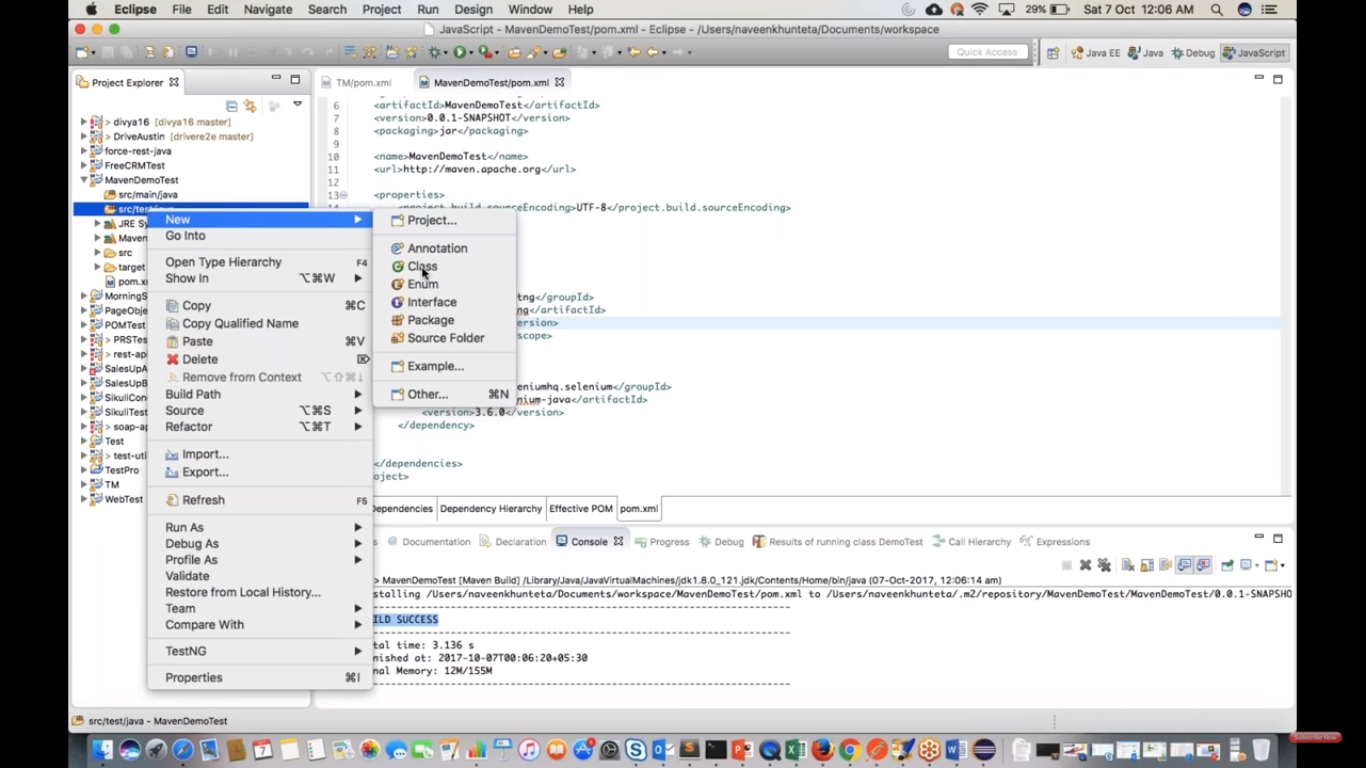 Eclipse File Edit Navigate Search Project Run Design Window Help 29% Sat 7 Oct 12:06 AM
JavaScript - MavenDemoTest/pom.xml - Eclipse - /Users/naveenkhunteta/Documents/workspace
Quick Access Java EE Java Debug JavaScript
Project Explorer
TM/pom.xml MavenDemoTest/pom.xml
> divya16 [divya16 master]
> DriveAustin [drivere2e master]
force-rest-java
FreeCRMTest
MavenDemoTest
src/main/java
src/test/java
JRE Sy
Maven
src
target
pom.x
MorningS
PageObje
POMTest
> PRSTes
> rest-ap
SalesUpA
SalesUpB
SikuliCon
SikuliTest
> soap-ap
Test
> test-uti
TestPro
TM
WebTest
6 <artifactId>MavenDemoTest</artifactId>
7 <version>0.0.1-SNAPSHOT</version>
8 <packaging>jar</packaging>
9
10 <name>MavenDemoTest</name>
11 <url>http://maven.apache.org</url>
12
13 <properties>
14 <project.build.sourceEncoding>UTF-8</project.build.sourceEncoding>
tng</groupId>
ng</artifactId>
ersion>
scope>
eniumhq.selenium</groupId>
nium-java</artifactId>
<version>3.6.0</version>
</dependency>
</dependencies>
oject>
New
Go Into
Open Type Hierarchy F4
Show In ⌥⌘W
Copy ⌘C
Copy Qualified Name
Paste ⌘V
Delete ⌦
Remove from Context ⌥⇧⌘↓
Build Path
Source ⌥⌘S
Refactor ⌥⌘T
Import...
Export...
Refresh F5
Run As
Debug As
Profile As
Validate
Restore from Local History...
Team
Compare With
TestNG
Properties ⌘I
Project...
Annotation
Class
Enum
Interface
Package
Source Folder
Example...
Other... ⌘N
Dependencies Dependency Hierarchy Effective POM pom.xml
s Documentation Declaration Console Progress Debug Results of running class DemoTest Call Hierarchy Expressions
> MavenDemoTest [Maven Build] /Library/Java/JavaVirtualMachines/jdk1.8.0_121.jdk/Contents/Home/bin/java (07-Oct-2017, 12:06:14 am)
stalling /Users/naveenkhunteta/Documents/workspace/MavenDemoTest/pom.xml to /Users/naveenkhunteta/.m2/repository/MavenDemoTest/MavenDemoTest/0.0.1-SNAPSHO
------------------------------------------------------------------------
ILD SUCCESS
------------------------------------------------------------------------
tal time: 3.136 s
nished at: 2017-10-07T00:06:20+05:30
nal Memory: 12M/155M
------------------------------------------------------------------------
src/test/java - MavenDemoTest
Subscribe Now